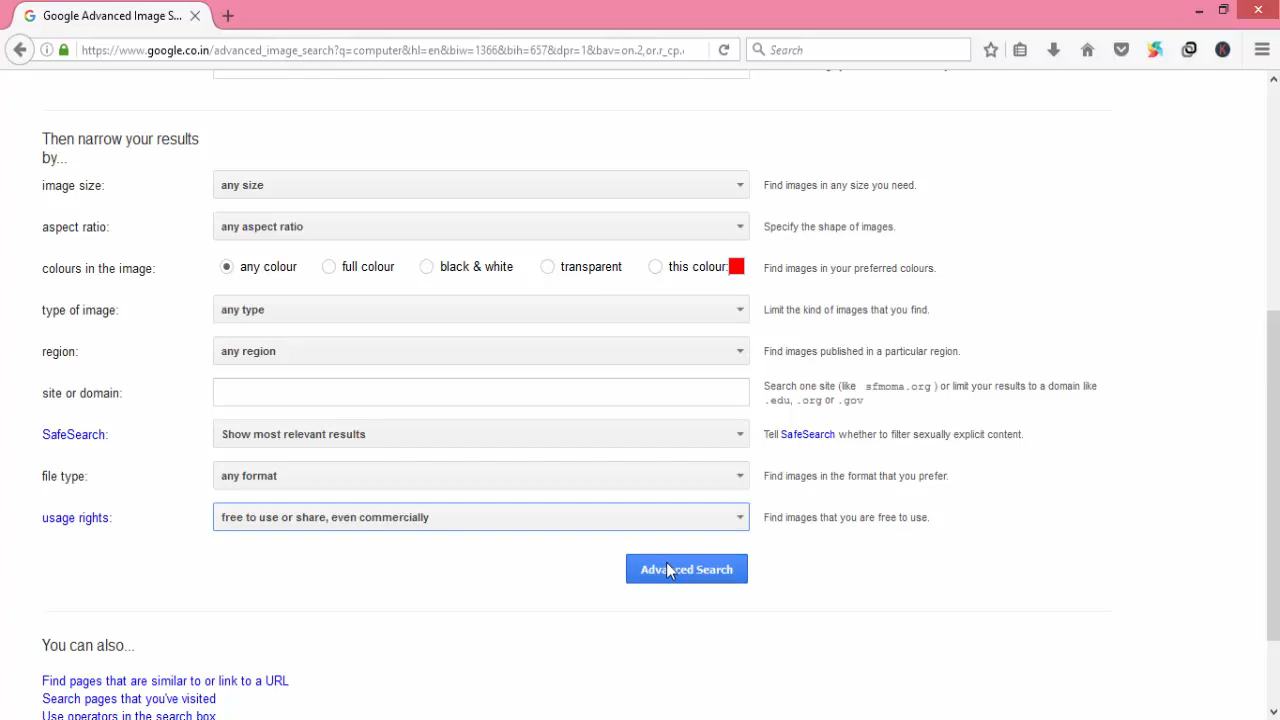 Google Advanced Image S...
https://www.google.co.in/advanced_image_search?q=computer&hl=en&biw=1366&bih=657&dpr=1&bav=on.2,or.r_cp.
Search
Then narrow your results
by...
image size: any size Find images in any size you need.
aspect ratio: any aspect ratio Specify the shape of images.
colours in the image: any colour full colour black & white transparent this colour: Find images in your preferred colours.
type of image: any type Limit the kind of images that you find.
region: any region Find images published in a particular region.
site or domain: Search one site (like sfmoma.org ) or limit your results to a domain like
.edu, .org or .gov
SafeSearch: Show most relevant results Tell SafeSearch whether to filter sexually explicit content.
file type: any format Find images in the format that you prefer.
usage rights: free to use or share, even commercially Find images that you are free to use.
Advanced Search
You can also...
Find pages that are similar to or link to a URL
Search pages that you've visited
Use operators in the search box